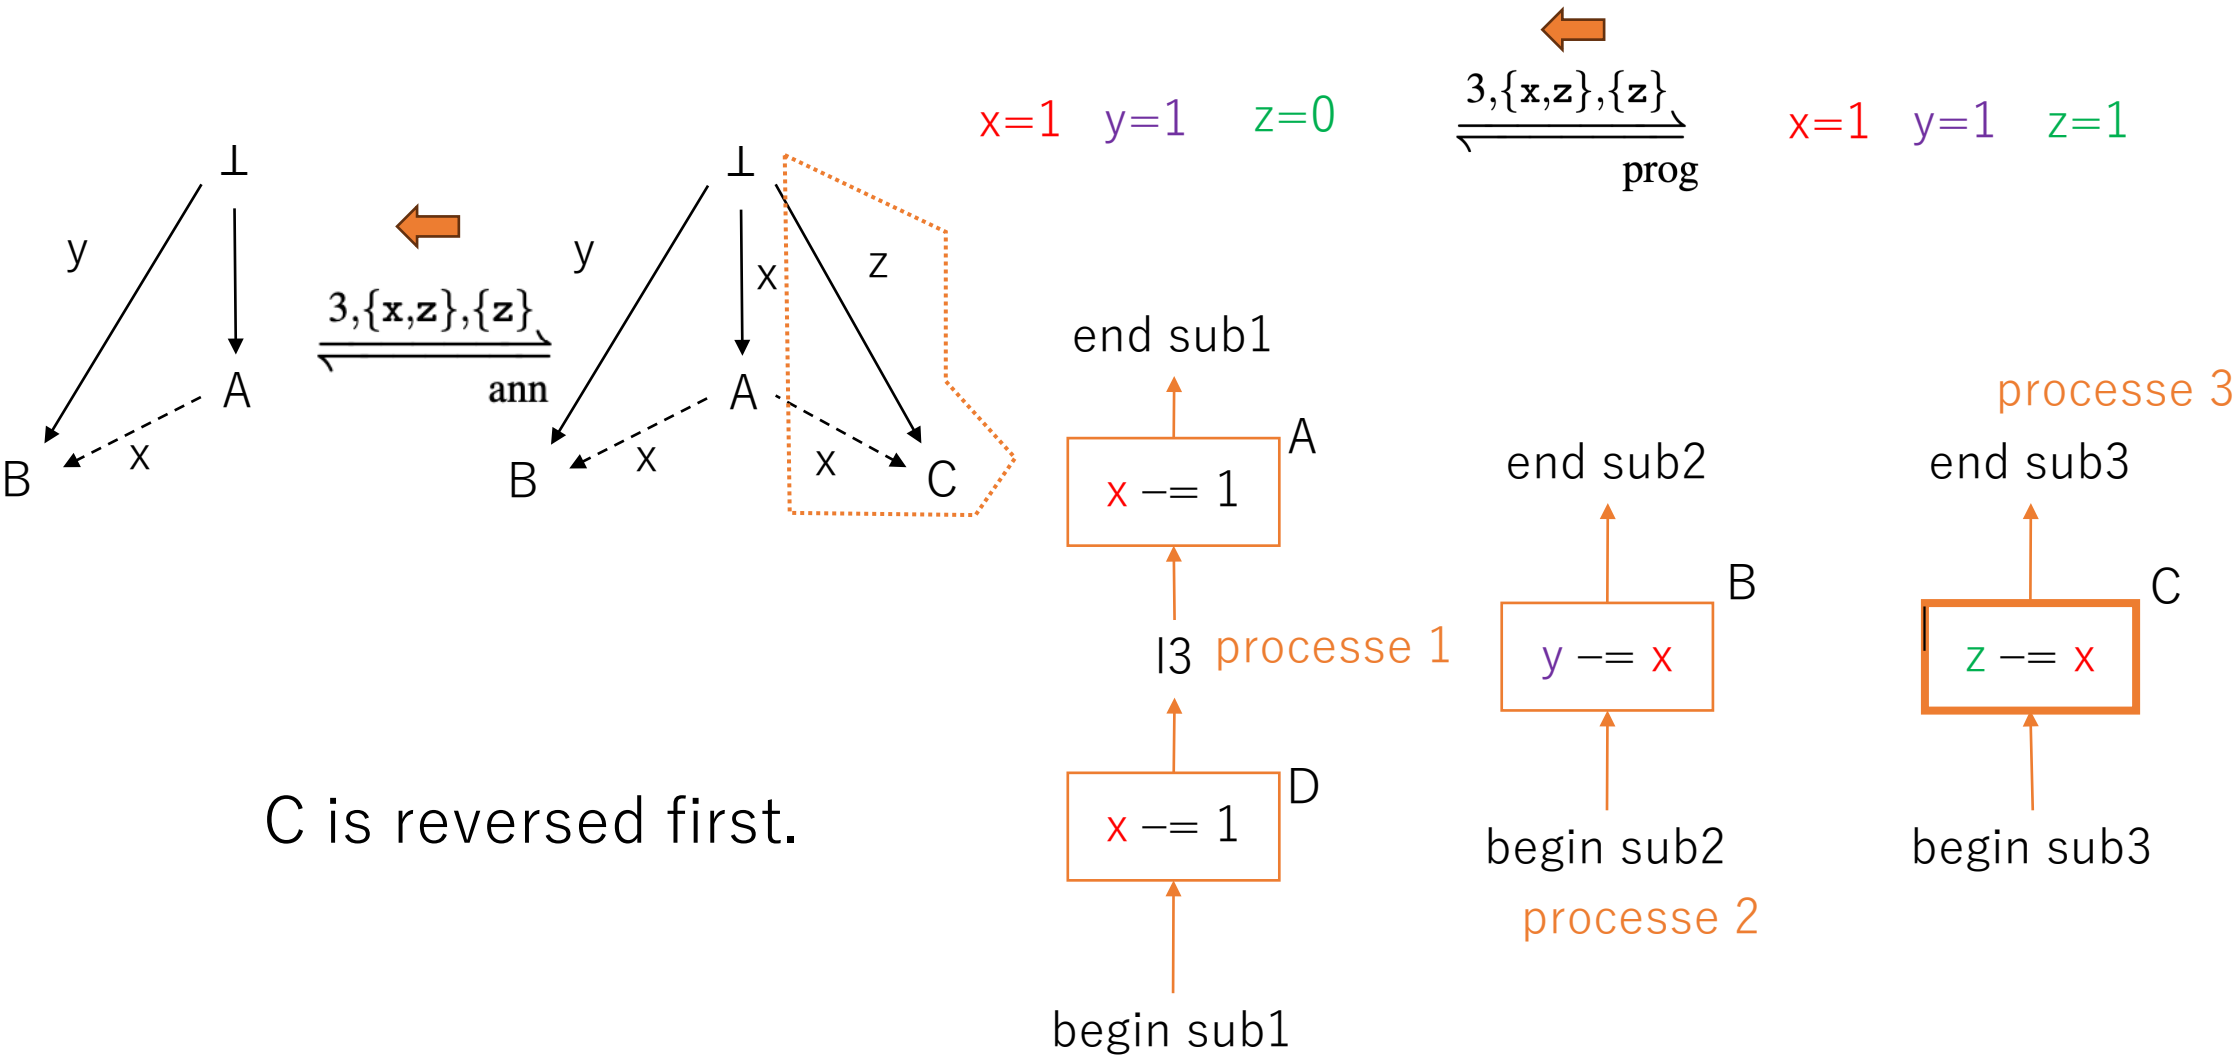 ⊥
y
A
x
B
3,{x,z},{z}
ann
⊥
y
x
z
A
x
x
B
C
x=1 y=1 z=0
3,{x,z},{z}
prog
x=1 y=1 z=1
end sub1
A
x −= 1
l3
processe 1
D
x −= 1
begin sub1
end sub2
B
y −= x
begin sub2
processe 2
processe 3
end sub3
C
z −= x
begin sub3
C is reversed first.